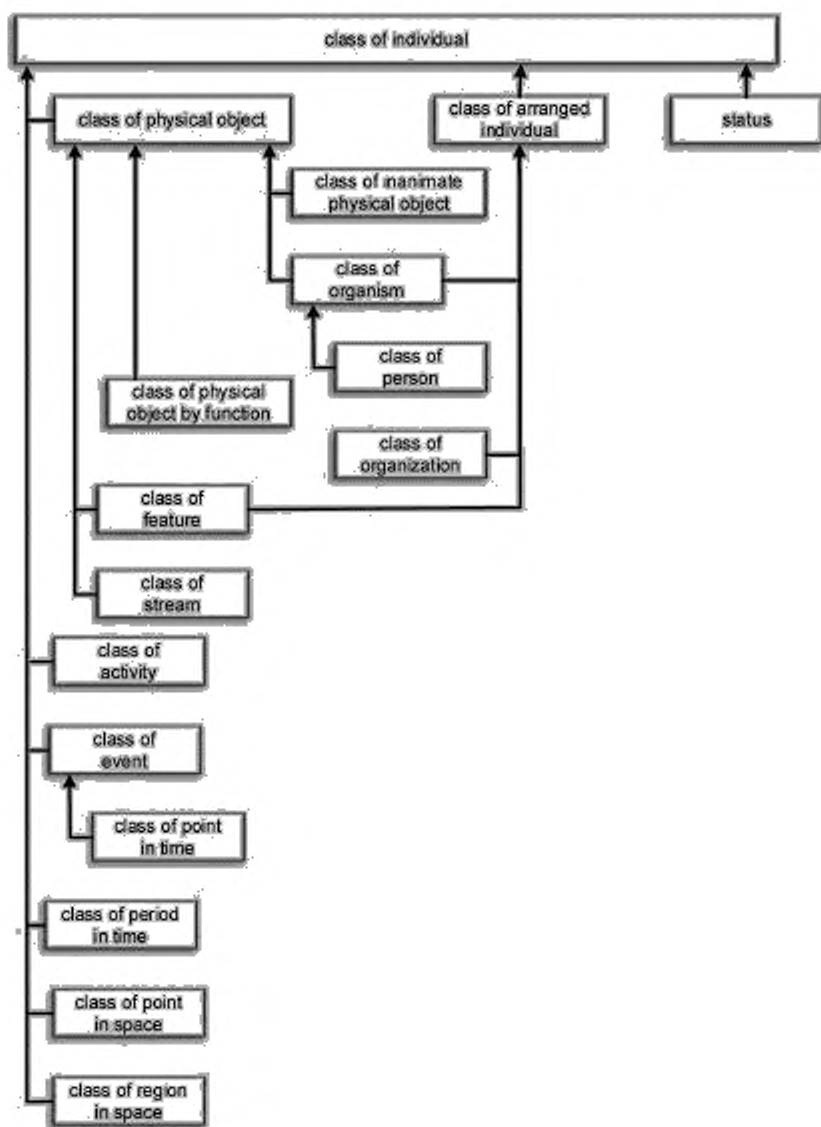 class of individual
class of physical object
class of arranged
individual
status
class of inanimate
physical object
class of
organism
class of
person
class of physical
object by function
class of
organization
class of
feature
class of
stream
class of
activity
class of
event
class of point
in time
class of period
in time
class of point
in space
class of region
in space